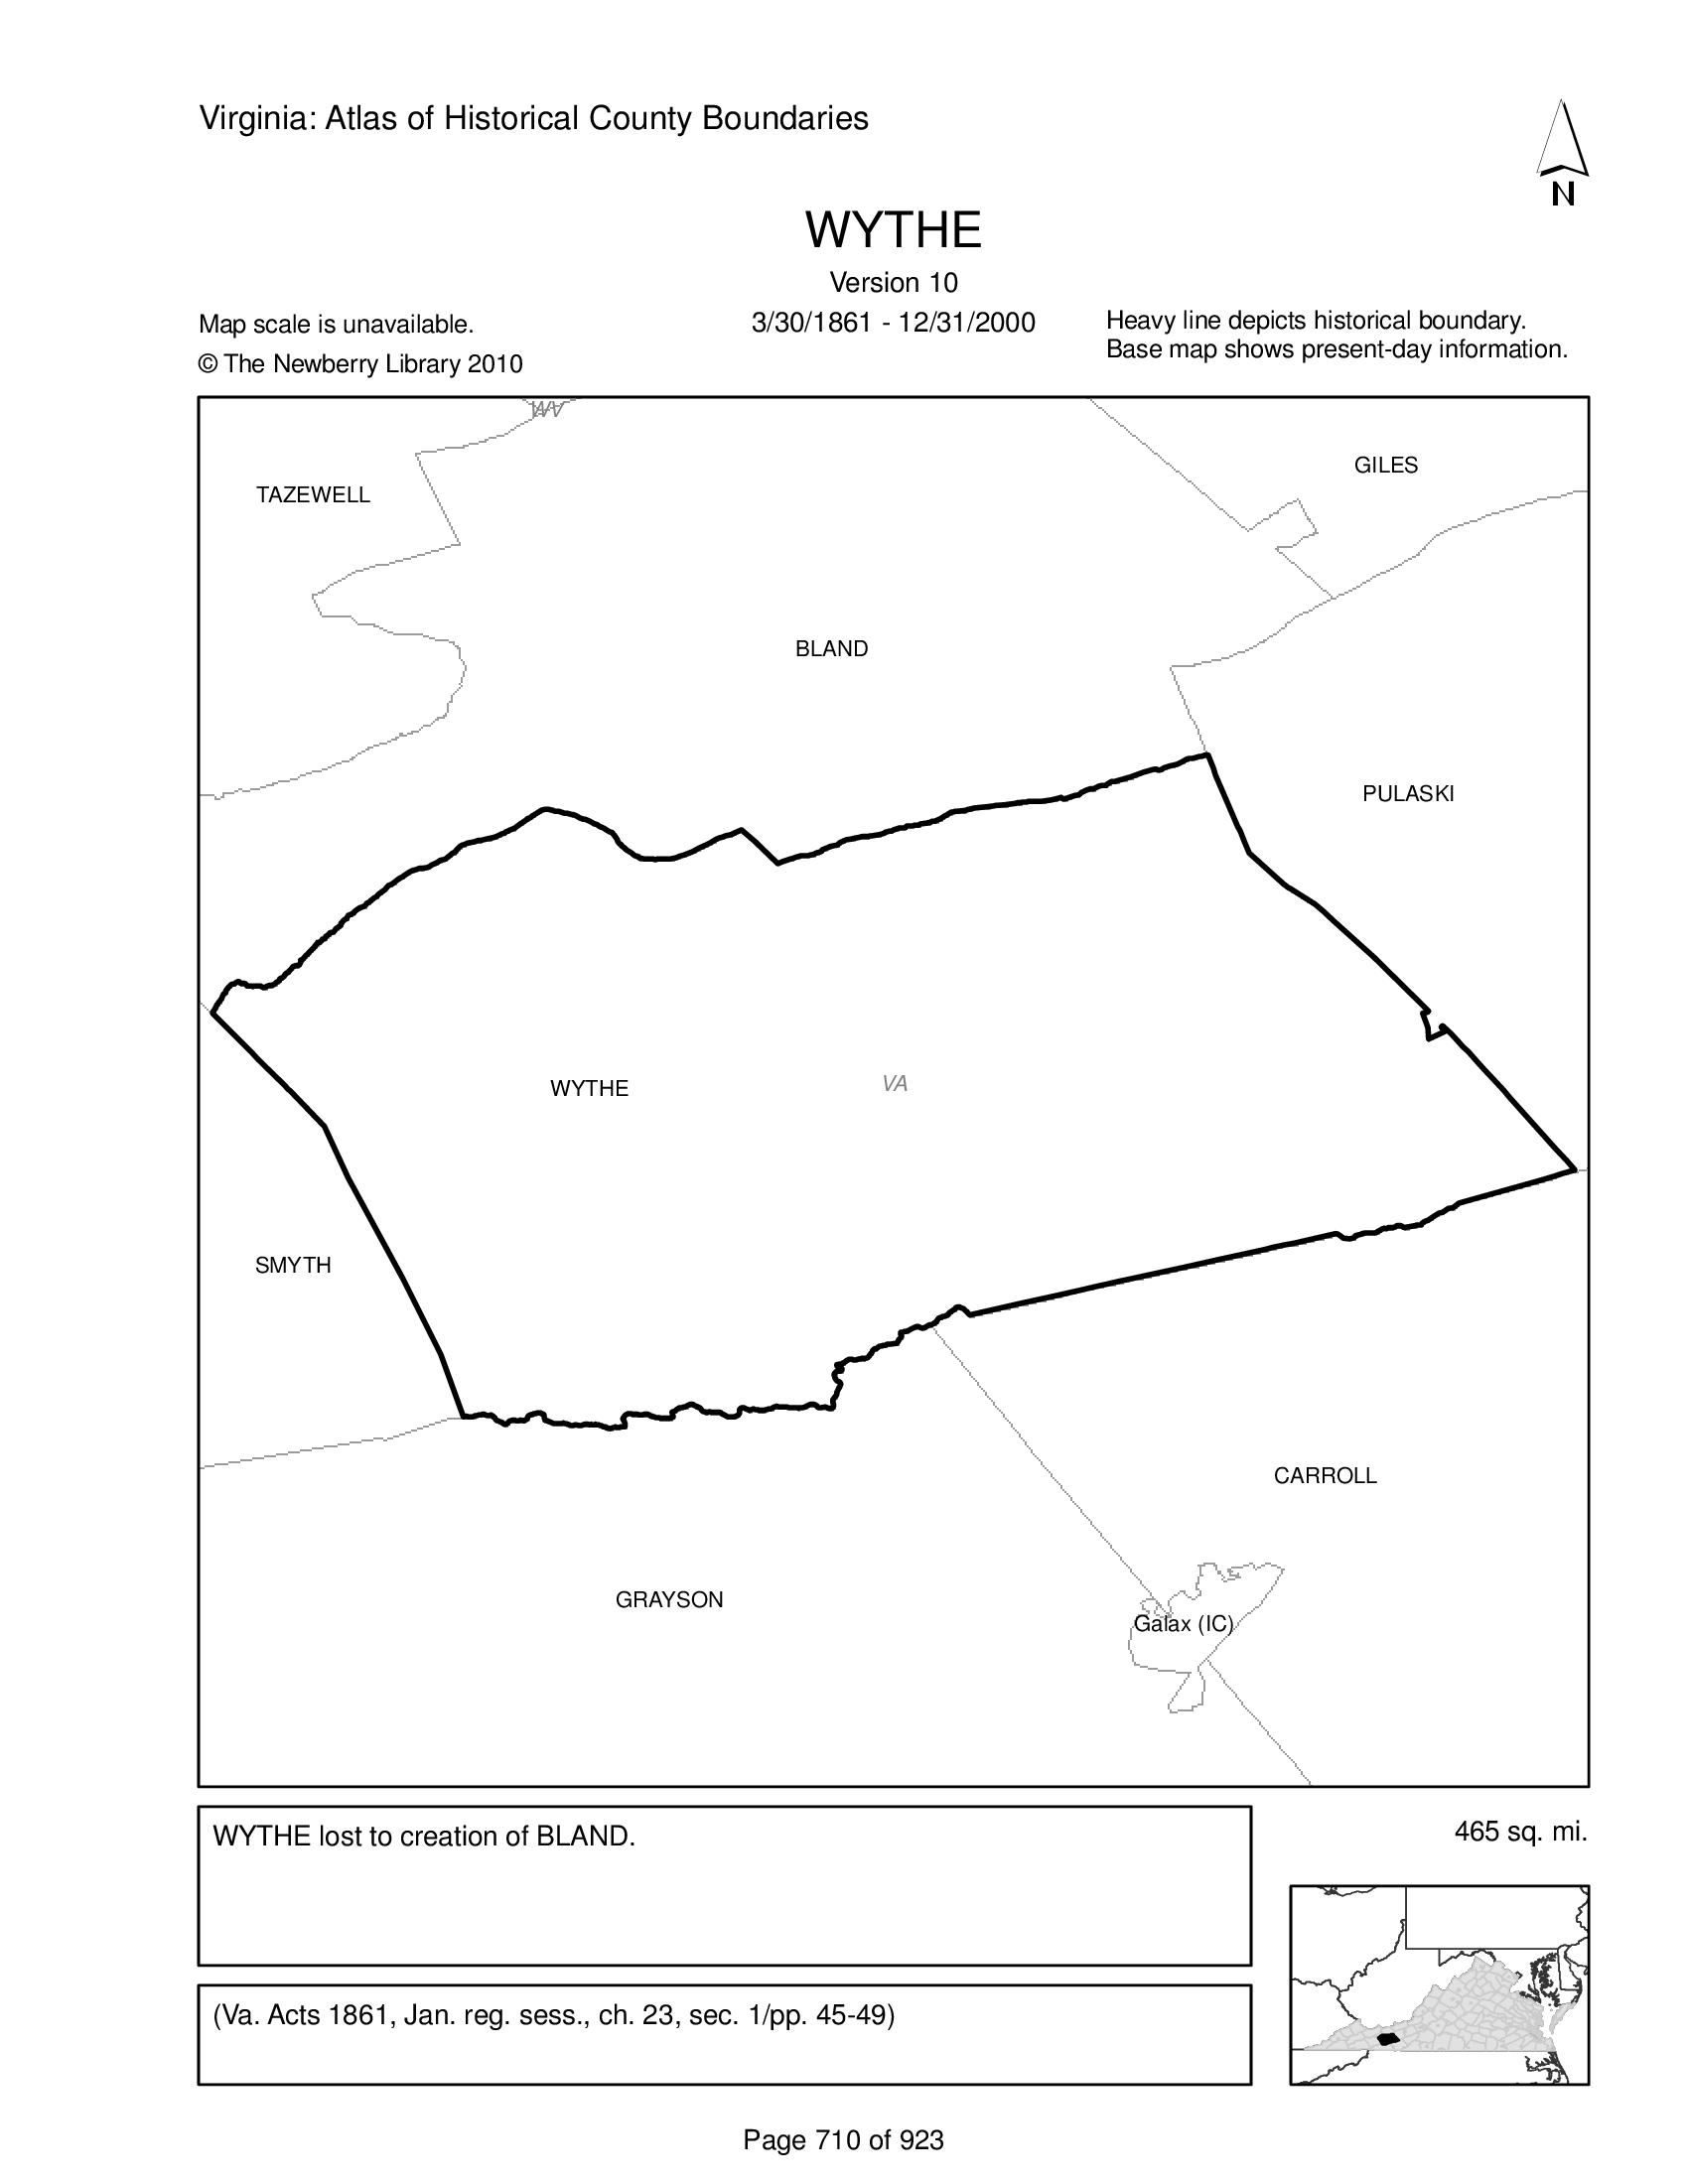 Virginia: Atlas of Historical County Boundaries
N
WYTHE
Version 10
3/30/1861 - 12/31/2000
Map scale is unavailable.
© The Newberry Library 2010
Heavy line depicts historical boundary.
Base map shows present-day information.
WV
GILES
TAZEWELL
BLAND
PULASKI
WYTHE
VA
SMYTH
CARROLL
GRAYSON
Galax (IC)
WYTHE lost to creation of BLAND.
465 sq. mi.
(Va. Acts 1861, Jan. reg. sess., ch. 23, sec. 1/pp. 45-49)
Page 710 of 923